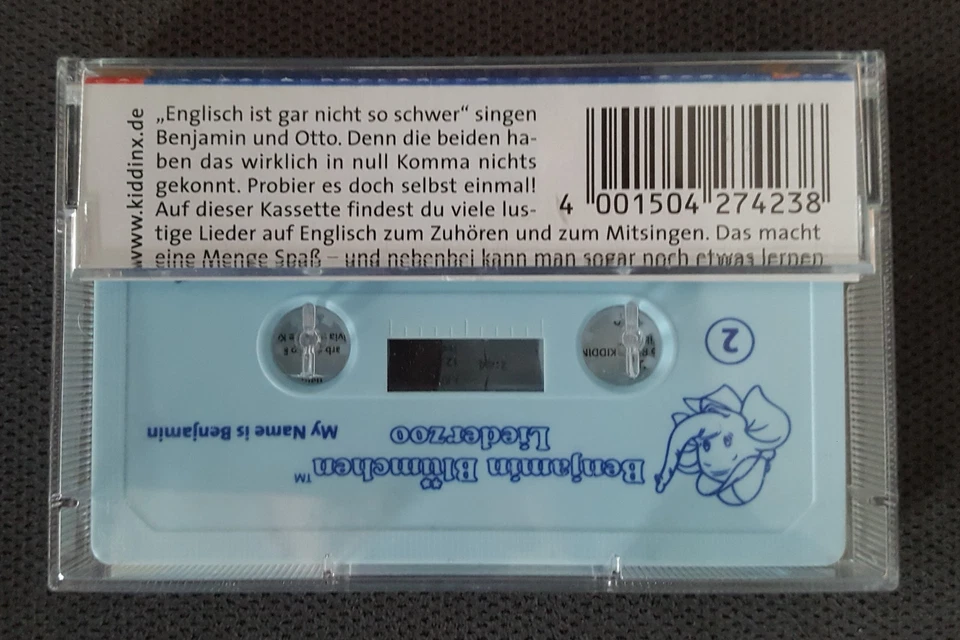 www.kiddinx.de
„Englisch ist gar nicht so schwer“ singen
Benjamin und Otto. Denn die beiden ha-
ben das wirklich in null Komma nichts
gekonnt. Probier es doch selbst einmal!
Auf dieser Kassette findest du viele lus-
tige Lieder auf Englisch zum Zuhören und zum Mitsingen. Das macht
eine Menge Spaß – und nebenbei kann man sogar noch etwas lernen
4 001504 274238
2
Benjamin Blümchen™
Liederzoo
My Name is Benjamin